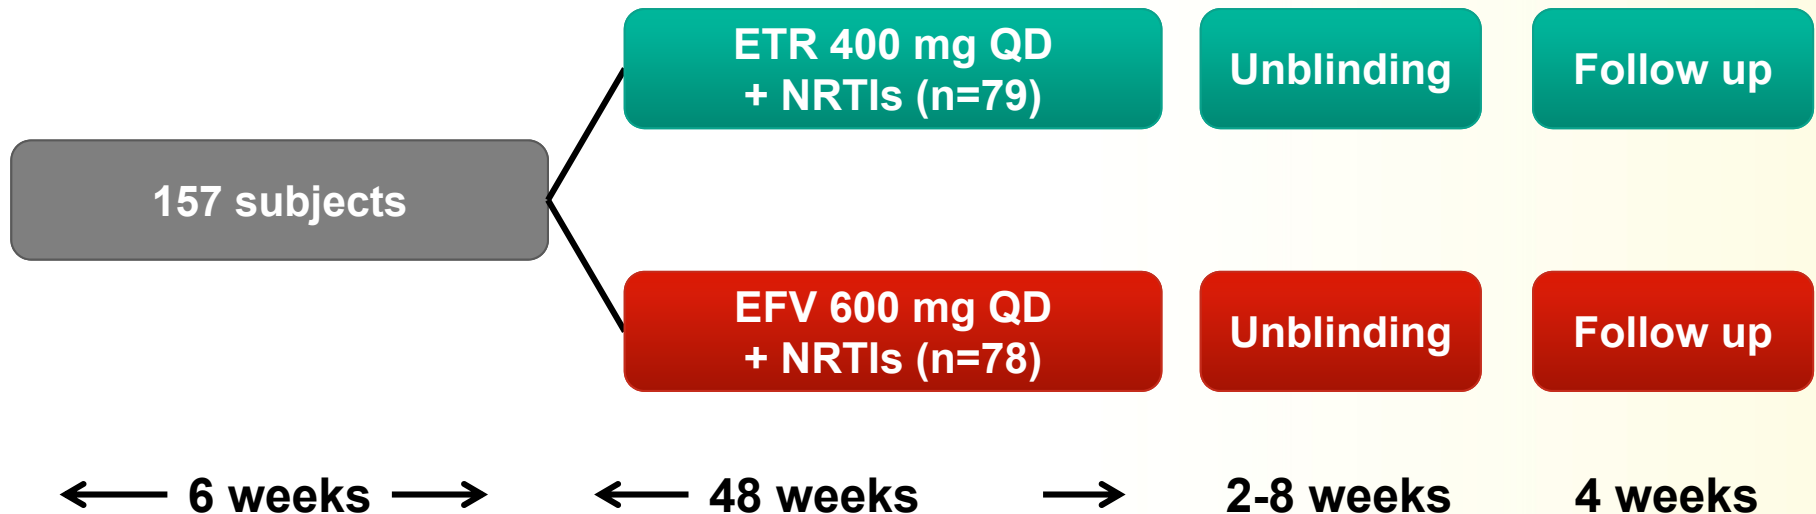 ETR 400 mg QD
+ NRTIs (n=79)
Unblinding
Follow up
157 subjects
EFV 600 mg QD
+ NRTIs (n=78)
Unblinding
Follow up
6 weeks
48 weeks
2-8 weeks
4 weeks